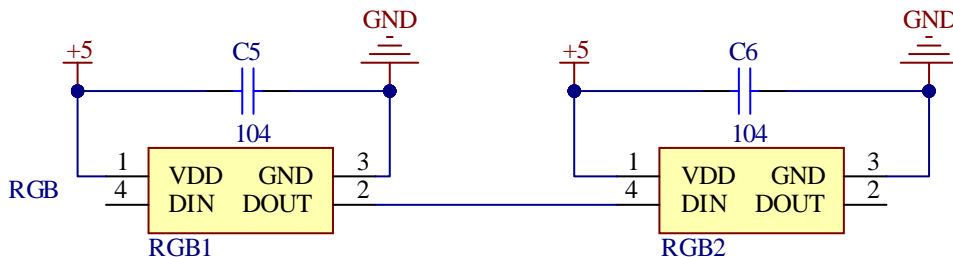 GND GND
+5 C5 +5 C6
104 104
1 VDD GND 3 1 VDD GND 3
RGB 4 DIN DOUT 2 4 DIN DOUT 2
RGB1 RGB2